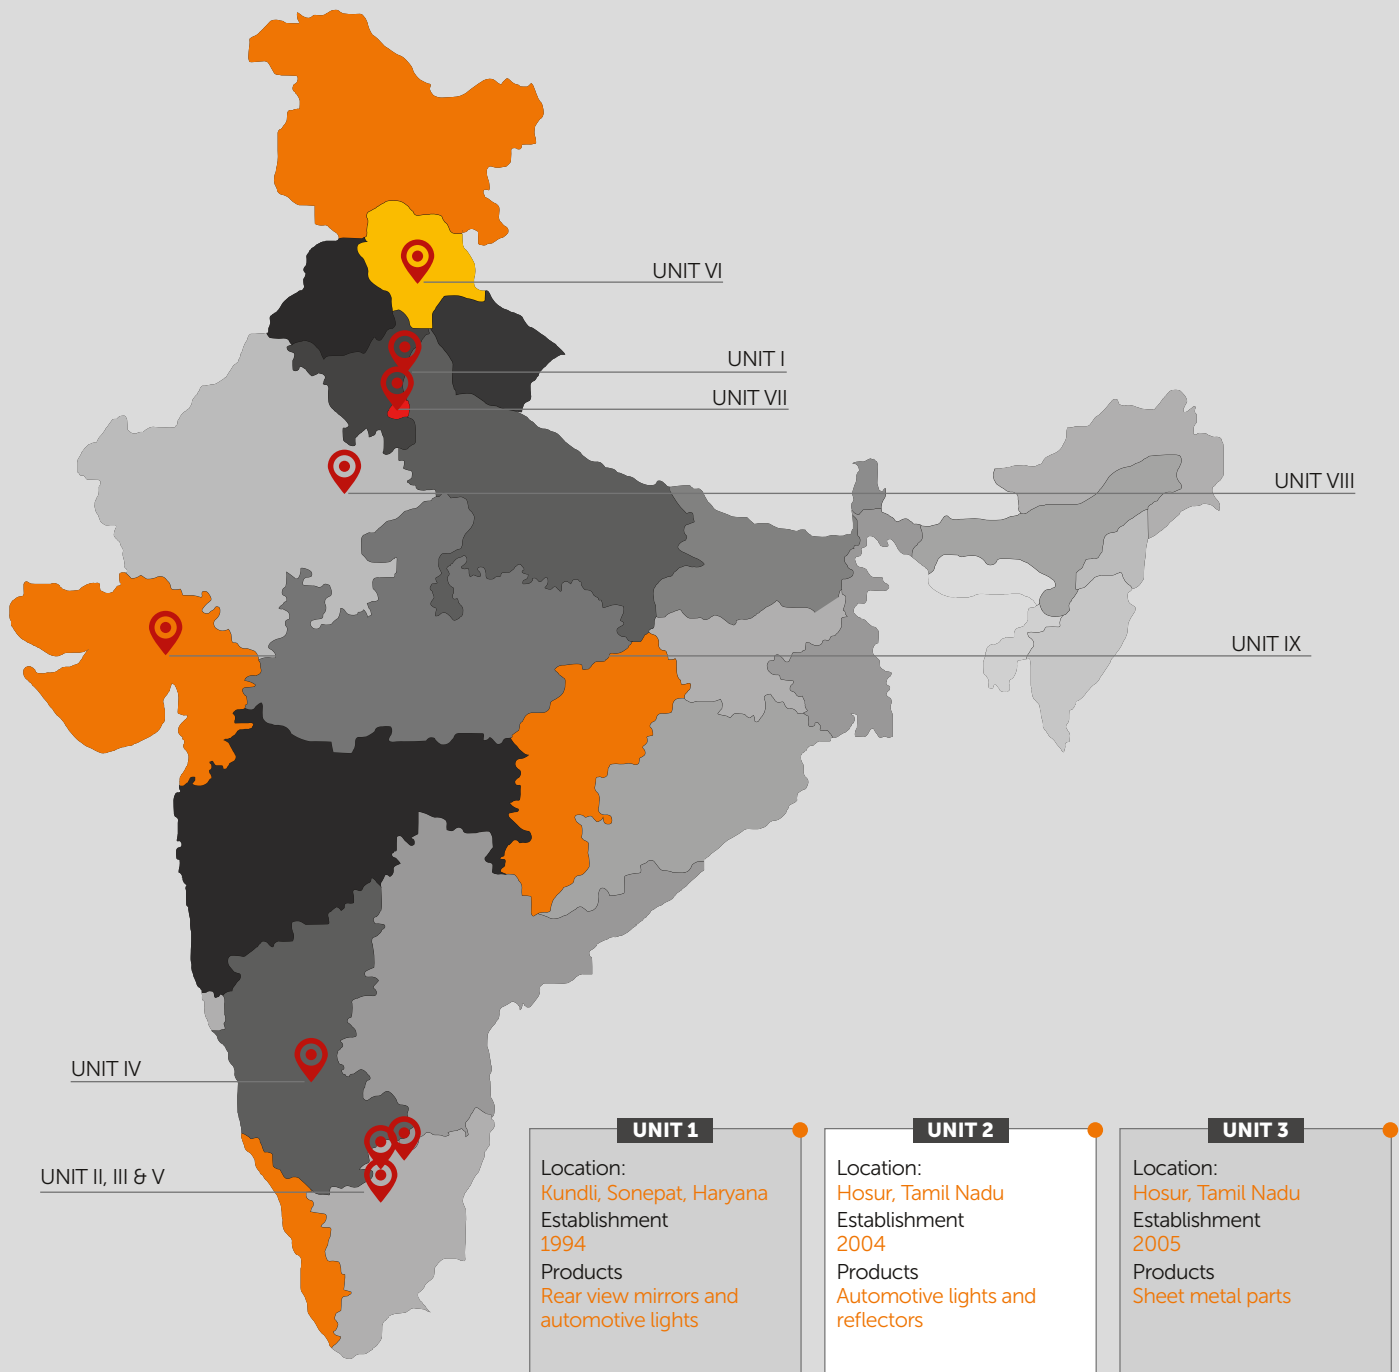 UNIT VI
UNIT I
UNIT VII
UNIT VIII
UNIT IX
UNIT IV
UNIT II, III & V
UNIT 1
Location:
Kundli, Sonepat, Haryana
Establishment
1994
Products
Rear view mirrors and
automotive lights
UNIT 2
Location:
Hosur, Tamil Nadu
Establishment
2004
Products
Automotive lights and
reflectors
UNIT 3
Location:
Hosur, Tamil Nadu
Establishment
2005
Products
Sheet metal parts